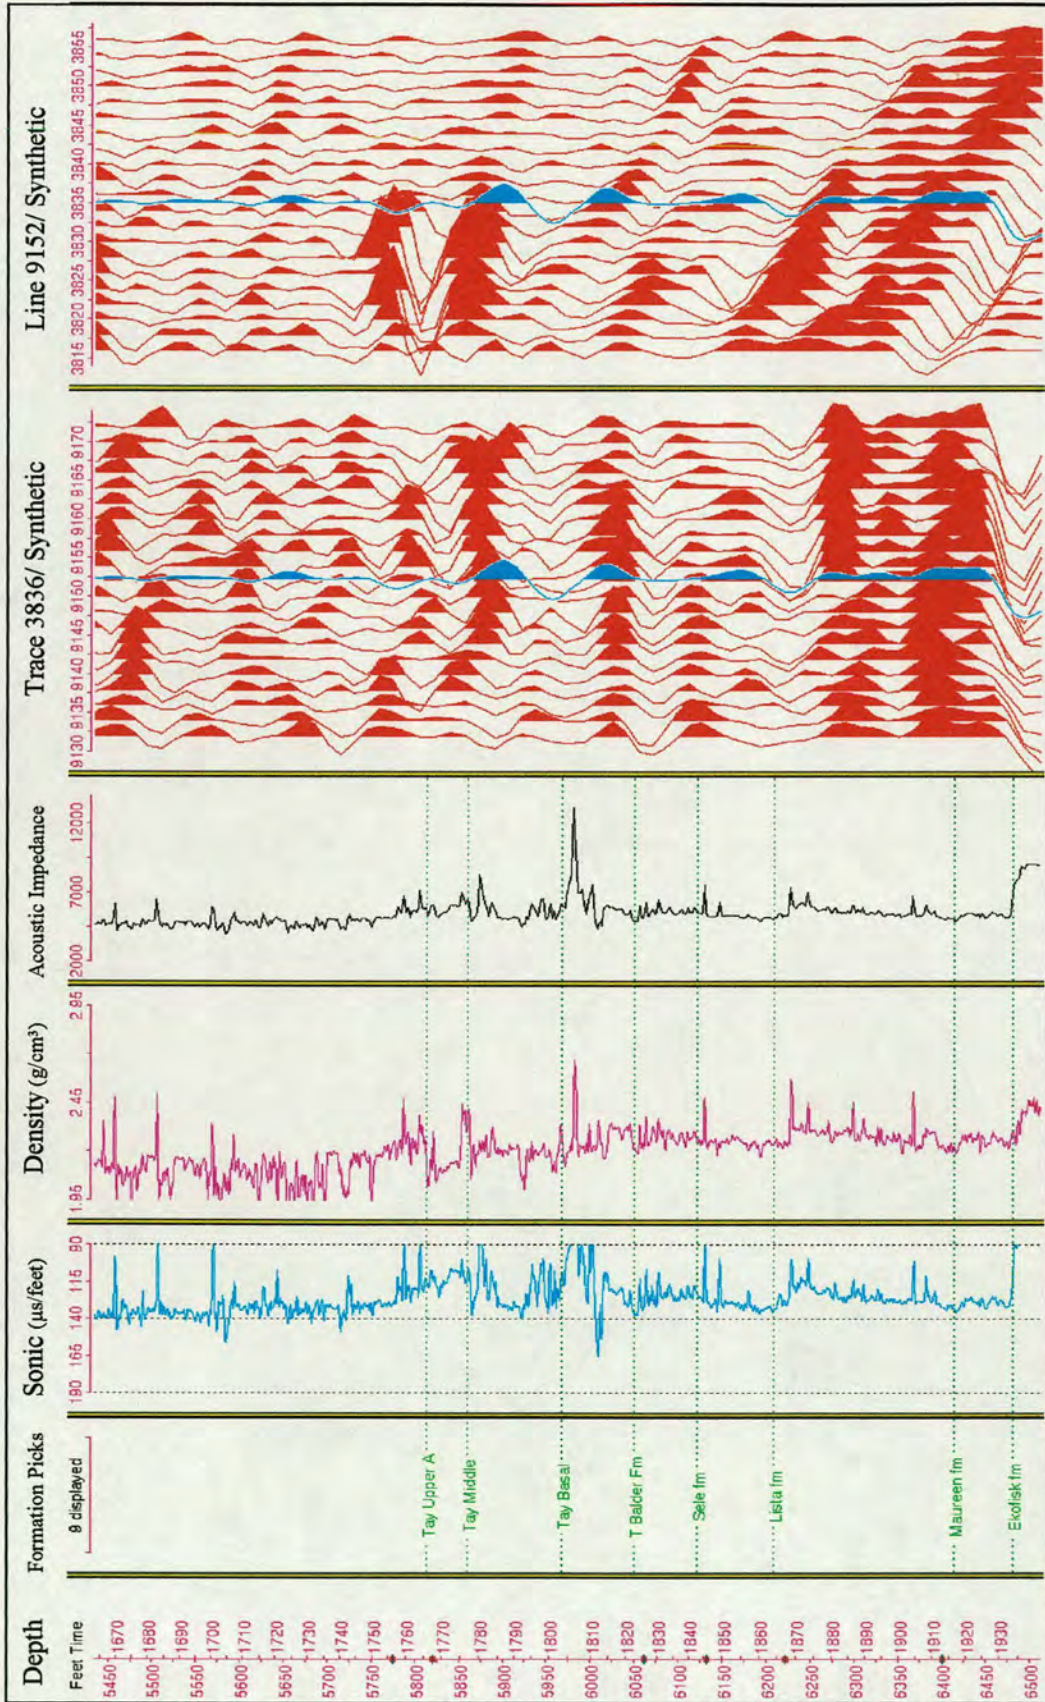 Depth
Formation Picks
Sonic (µs/feet)
Density (g/cm³)
Acoustic Impedance
Trace 3836/ Synthetic
Line 9152/ Synthetic
Feet Time
9 displayed
190 165 140 115 90
1.95 2.45 2.95
2000 7000 12000
9130 9135 9140 9145 9150 9155 9160 9165 9170
3815 3820 3825 3830 3835 3840 3845 3850 3855
5450 5500 5550 5600 5650 5700 5750 5800 5850 5900 5950 6000 6050 6100 6150 6200 6250 6300 6350 6400 6450 6500
1670 1680 1690 1700 1710 1720 1730 1740 1750 1760 1770 1780 1790 1800 1810 1820 1830 1840 1850 1860 1870 1880 1890 1900 1910 1920 1930
Tay Upper A
Tay Middle
Tay Basal
T Balder Fm
Sele fm
Lista fm
Maureen fm
Ekofisk fm